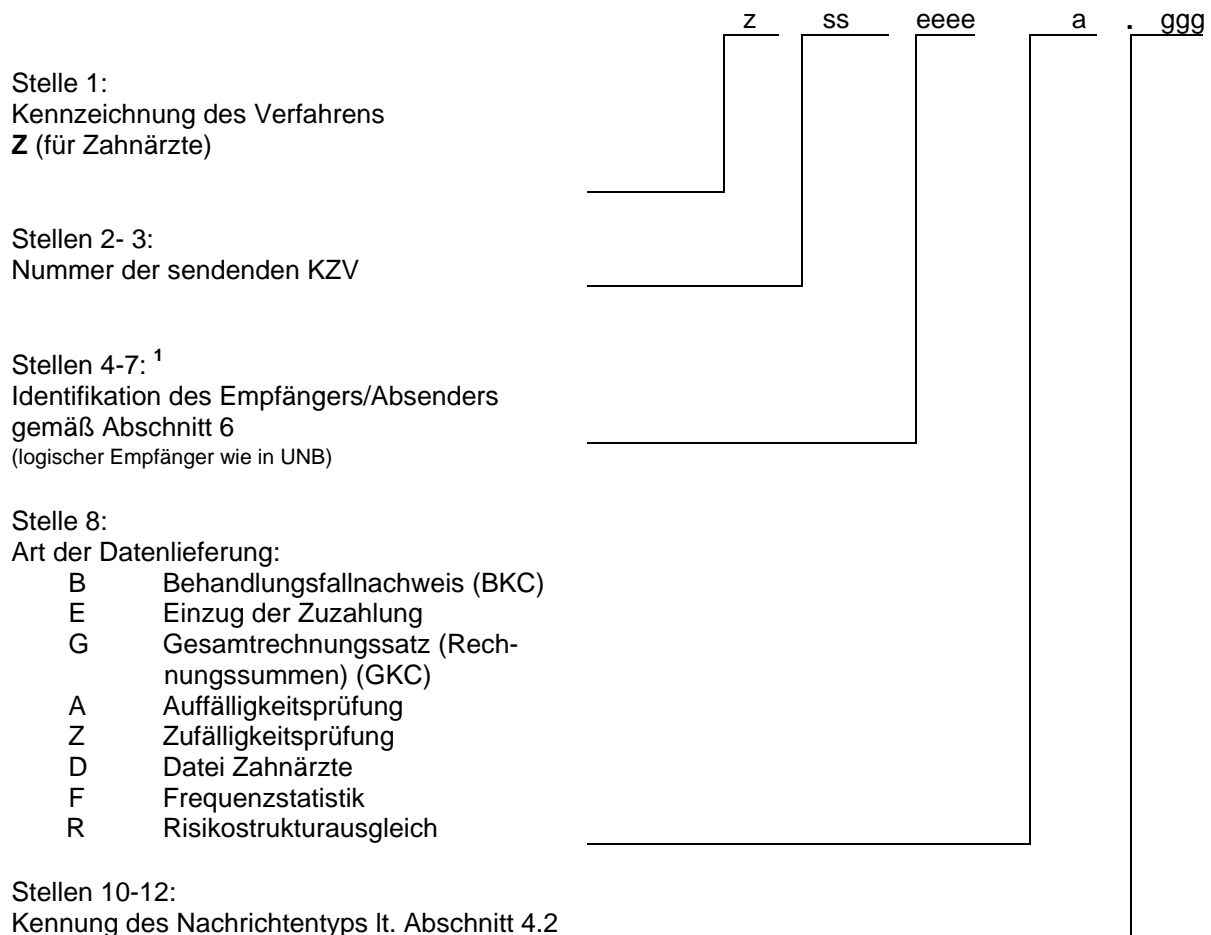 z ss eeee a . ggg
Stelle 1:
Kennzeichnung des Verfahrens
Z (für Zahnärzte)
Stellen 2- 3:
Nummer der sendenden KZV
Stellen 4-7: 1
Identifikation des Empfängers/Absenders
gemäß Abschnitt 6
(logischer Empfänger wie in UNB)
Stelle 8:
Art der Datenlieferung:
B Behandlungsfallnachweis (BKC)
E Einzug der Zuzahlung
G Gesamtrechnungssatz (Rech-
nungssummen) (GKC)
A Auffälligkeitsprüfung
Z Zufälligkeitsprüfung
D Datei Zahnärzte
F Frequenzstatistik
R Risikostrukturausgleich
Stellen 10-12:
Kennung des Nachrichtentyps lt. Abschnitt 4.2